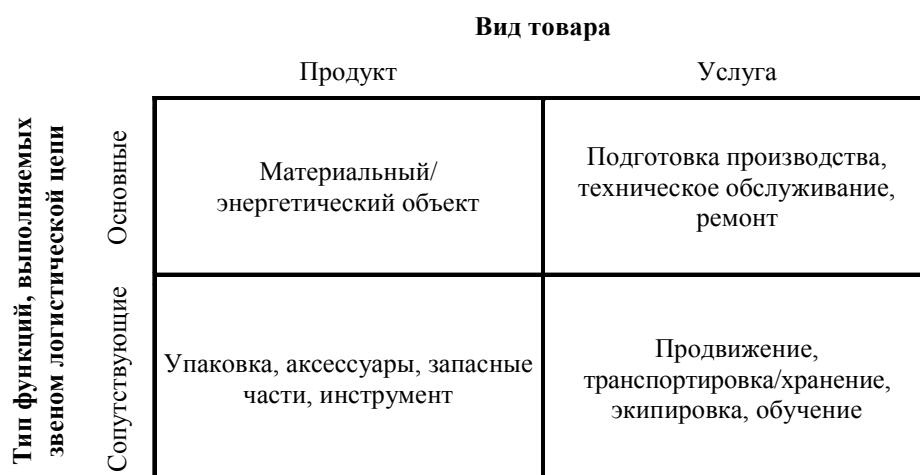 Вид товара
Продукт
Услуга
Тип функций, выполняемых
звеном логистической цепи
Основные
Материальный/
энергетический объект
Подготовка производства,
техническое обслуживание,
ремонт
Сопутствующие
Упаковка, аксессуары, запасные
части, инструмент
Продвижение,
транспортировка/хранение,
экипировка, обучение